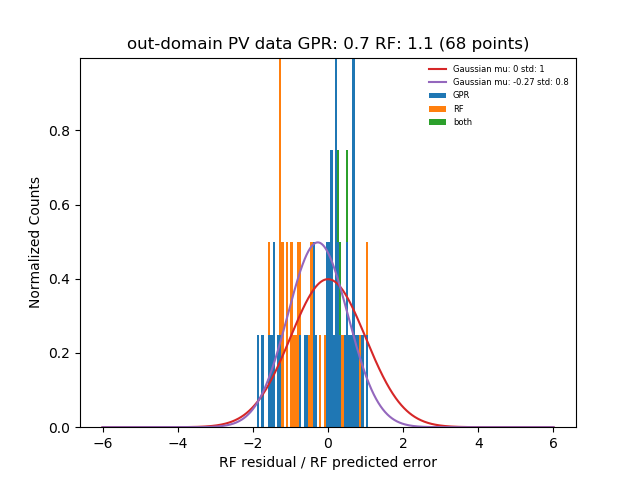 out-domain PV data GPR: 0.7 RF: 1.1 (68 points)
Gaussian mu: 0 std: 1
Gaussian mu: -0.27 std: 0.8
GPR
RF
both
Normalized Counts
0.8
0.6
0.4
0.2
0.0
−6 −4 −2 0 2 4 6
RF residual / RF predicted error